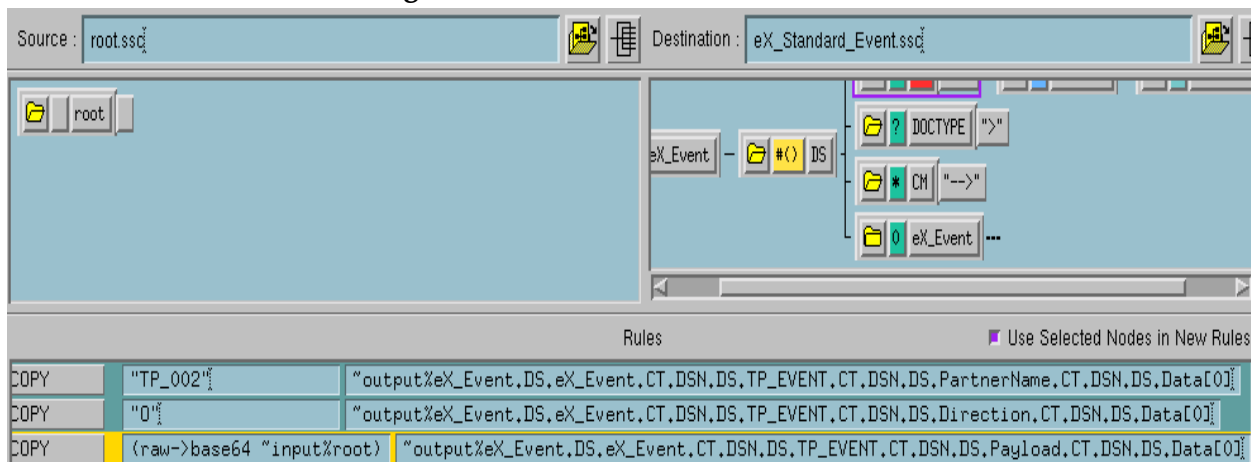 Source : root.ssc Destination : eX_Standard_Event.ssc
root
? DOCTYPE ">"
eX_Event #() DS
* CM "-->"
0 eX_Event
Rules Use Selected Nodes in New Rules
COPY "TP_002" ~output%eX_Event.DS.eX_Event.CT.DSN.DS.TP_EVENT.CT.DSN.DS.PartnerName.CT.DSN.DS.Data[0]
COPY "O" ~output%eX_Event.DS.eX_Event.CT.DSN.DS.TP_EVENT.CT.DSN.DS.Direction.CT.DSN.DS.Data[0]
COPY (raw->base64 ~input%root) ~output%eX_Event.DS.eX_Event.CT.DSN.DS.TP_EVENT.CT.DSN.DS.Payload.CT.DSN.DS.Data[0]